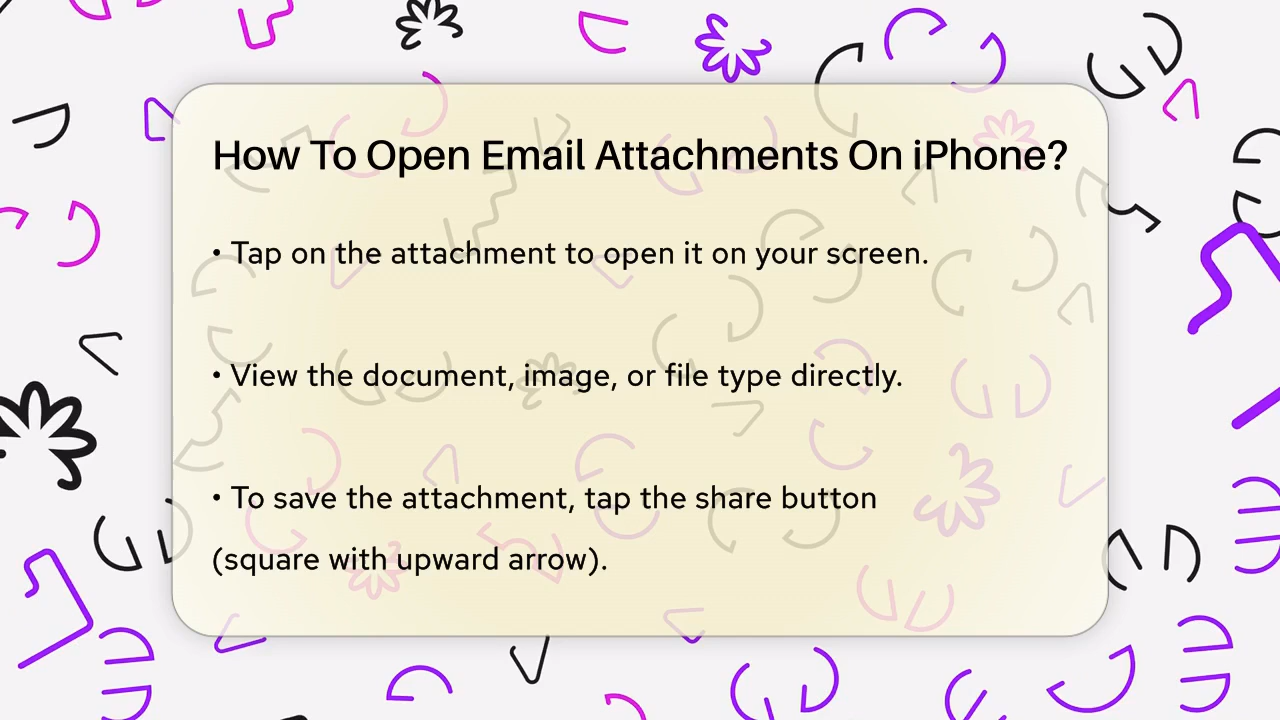 How To Open Email Attachments On iPhone?
• Tap on the attachment to open it on your screen.
• View the document, image, or file type directly.
• To save the attachment, tap the share button
(square with upward arrow).